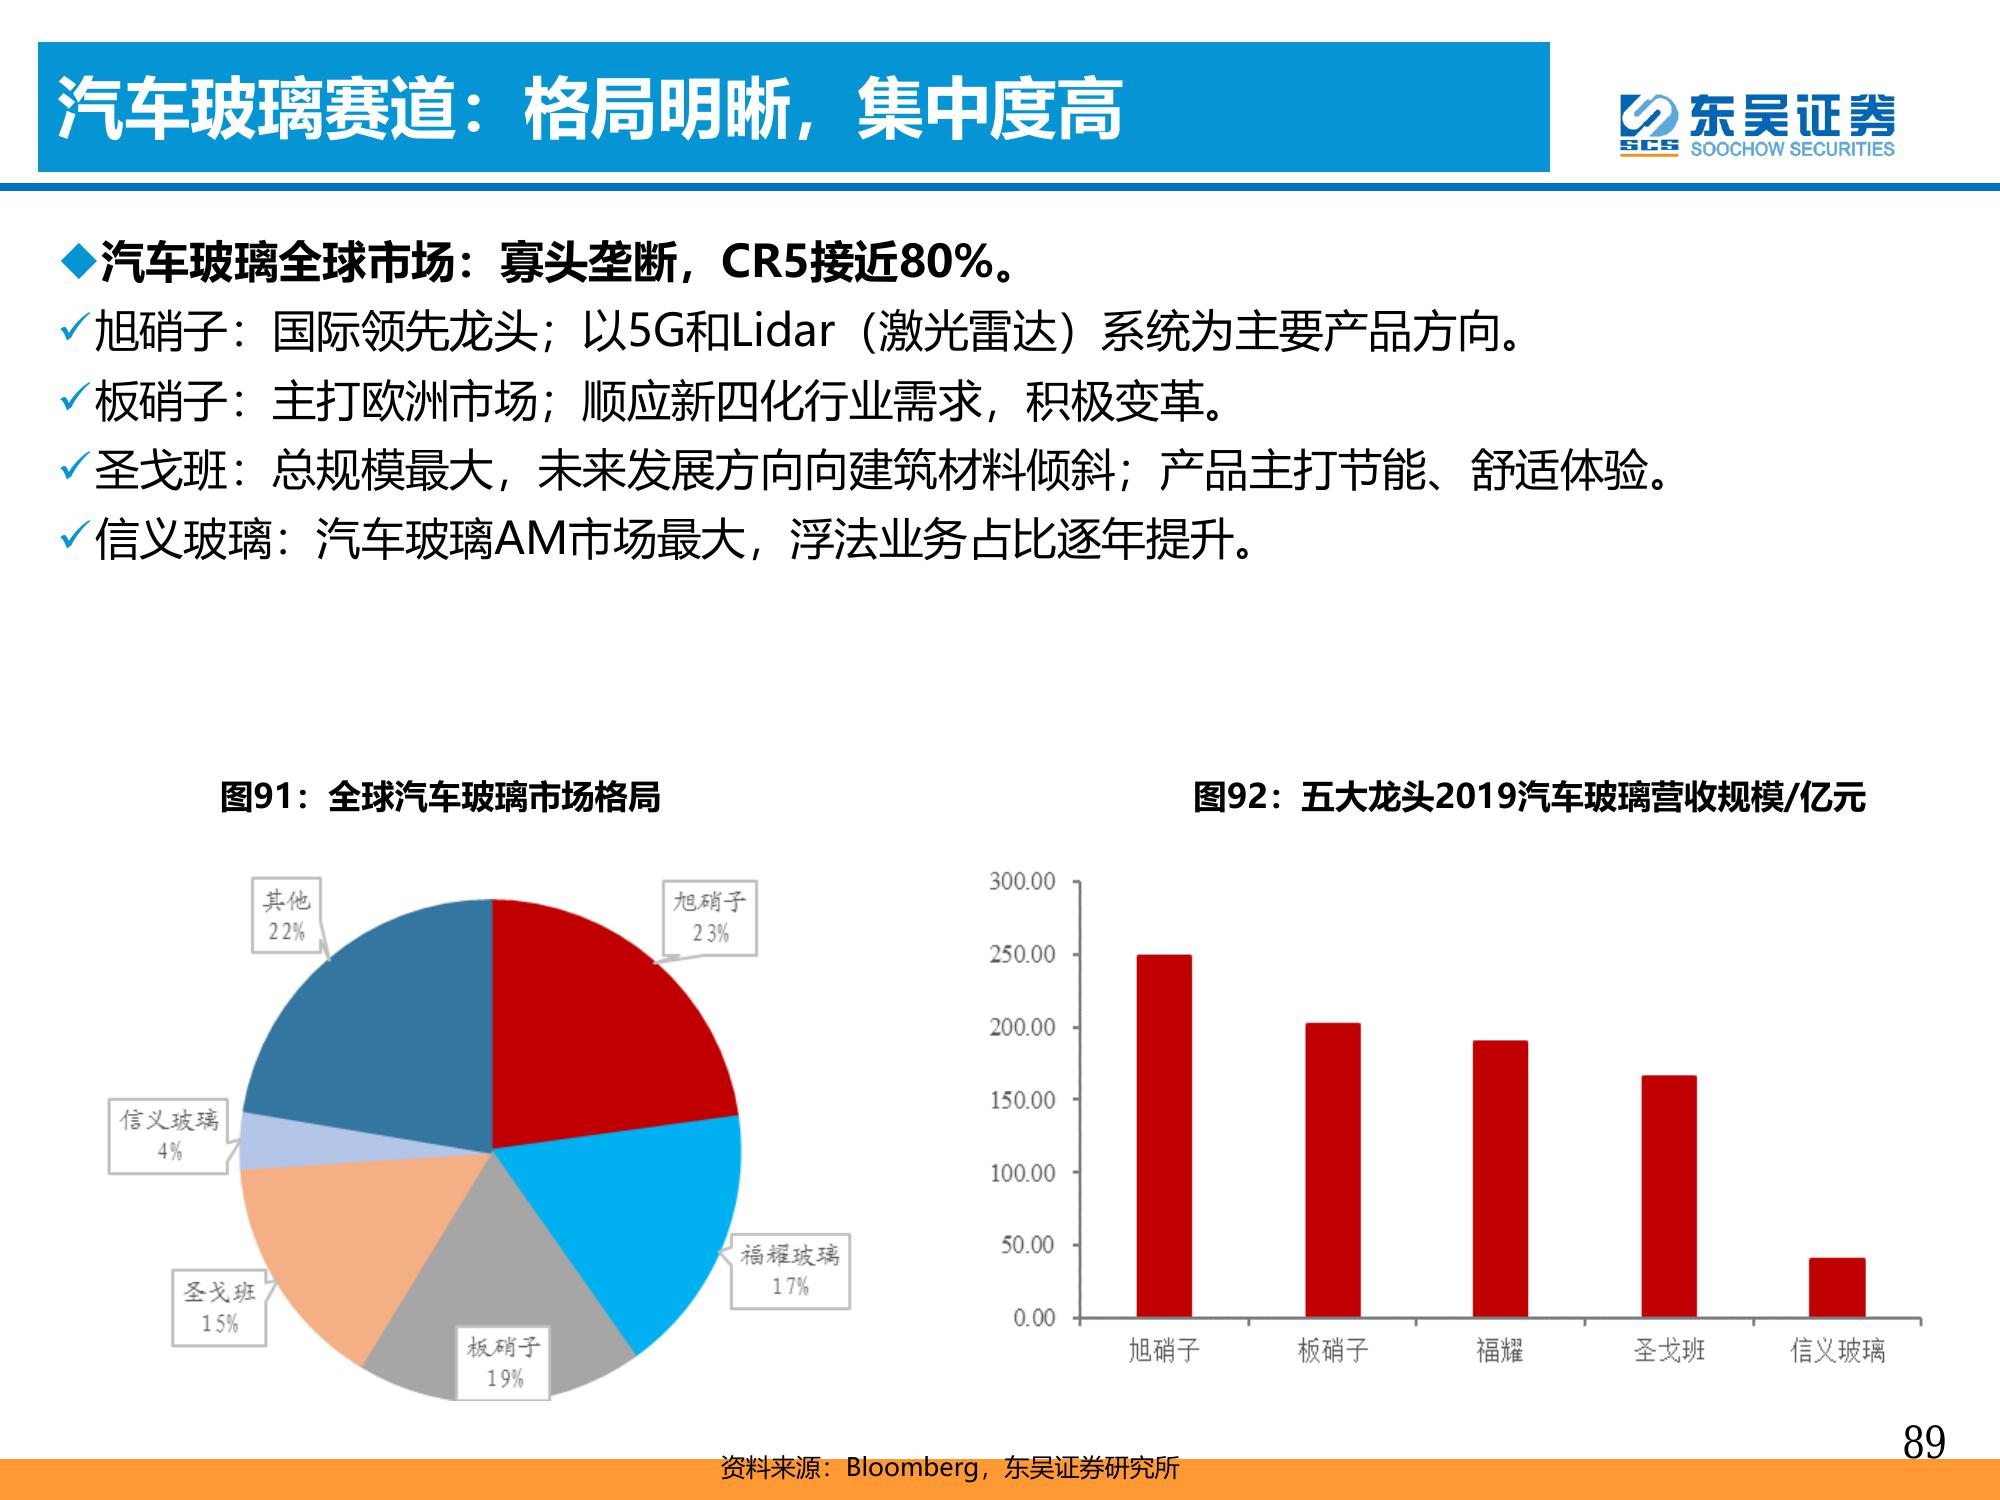 汽车玻璃赛道：格局明晰，集中度高
东吴证券
SCS
SOOCHOW SECURITIES
◆汽车玻璃全球市场：寡头垄断，CR5接近80%。
✓旭硝子：国际领先龙头；以5G和Lidar（激光雷达）系统为主要产品方向。
✓板硝子：主打欧洲市场；顺应新四化行业需求，积极变革。
✓圣戈班：总规模最大，未来发展方向向建筑材料倾斜；产品主打节能、舒适体验。
✓信义玻璃：汽车玻璃AM市场最大，浮法业务占比逐年提升。
图91：全球汽车玻璃市场格局
其他
22%
旭硝子
23%
信义玻璃
4%
福耀玻璃
17%
圣戈班
15%
板硝子
19%
图92：五大龙头2019汽车玻璃营收规模/亿元
300.00
250.00
200.00
150.00
100.00
50.00
0.00
旭硝子 板硝子 福耀 圣戈班 信义玻璃
89
资料来源：Bloomberg，东吴证券研究所